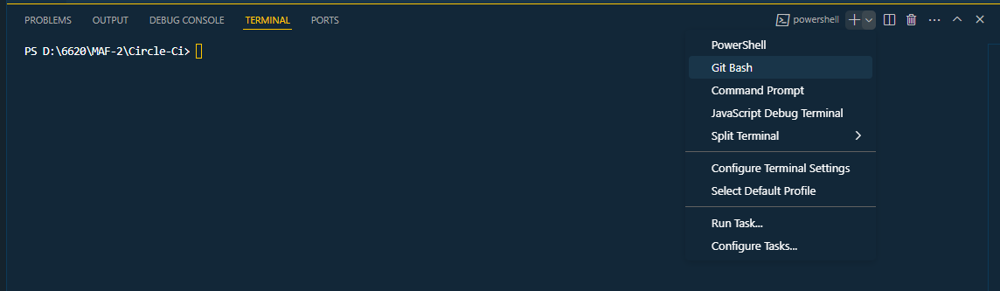 PROBLEMS OUTPUT DEBUG CONSOLE TERMINAL PORTS powershell
PS D:\6620\MAF-2\Circle-Ci>
PowerShell
Git Bash
Command Prompt
JavaScript Debug Terminal
Split Terminal
Configure Terminal Settings
Select Default Profile
Run Task...
Configure Tasks...